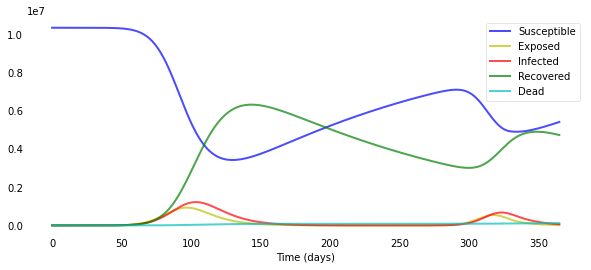 1e7
1.0
0.8
0.6
0.4
0.2
0.0
0 50 100 150 200 250 300 350
Time (days)
Susceptible
Exposed
Infected
Recovered
Dead